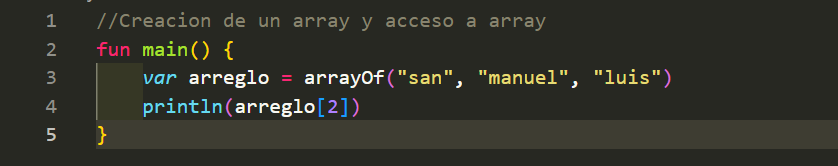 1 //Creacion de un array y acceso a array
2 fun main() {
3 var arreglo = arrayOf("san", "manuel", "luis")
4 println(arreglo[2])
5 }